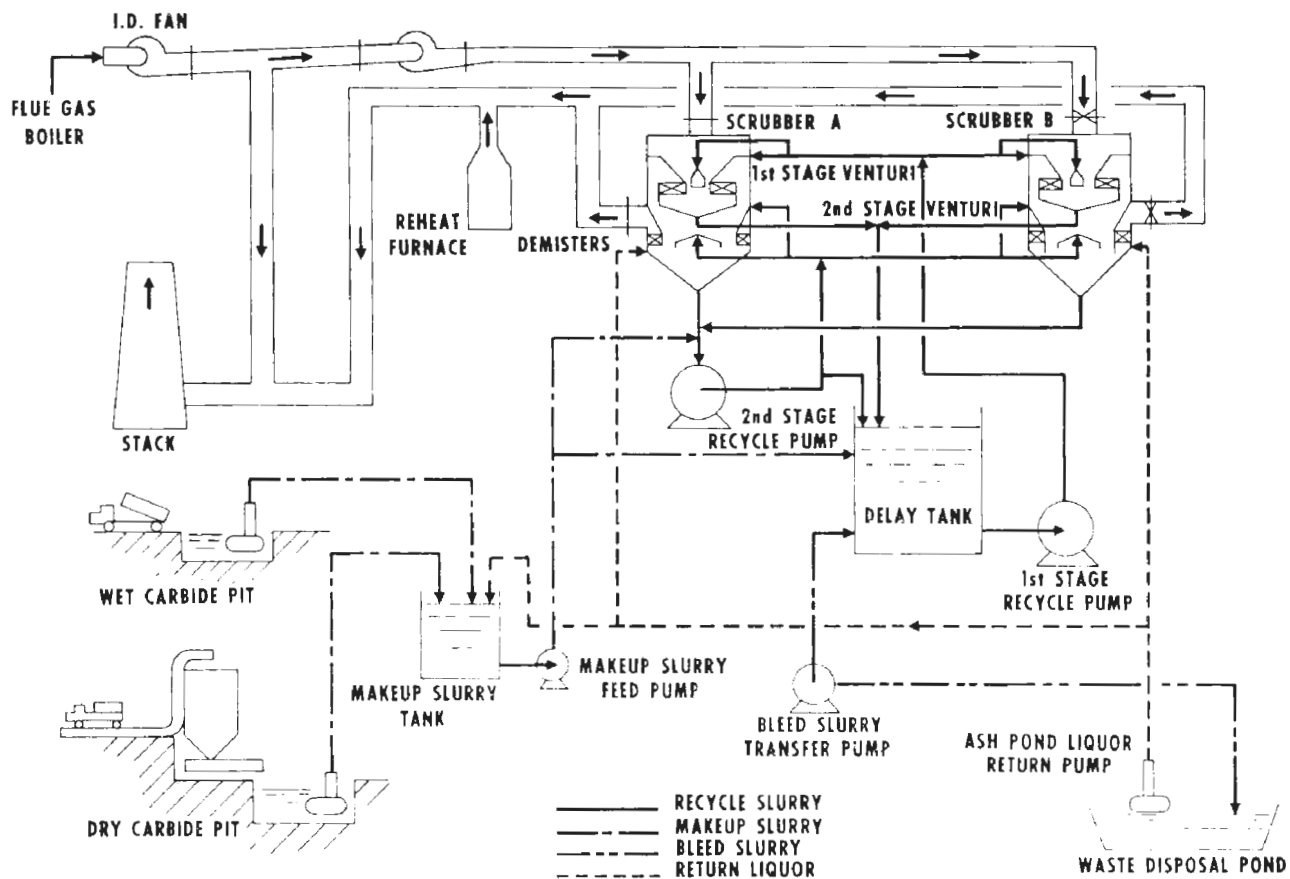 I.D. FAN
FLUE GAS
BOILER
SCRUBBER A
SCRUBBER B
1st STAGE VENTURI
2nd STAGE VENTURI
REHEAT
FURNACE
DEMISTERS
STACK
2nd STAGE
RECYCLE PUMP
DELAY TANK
1st STAGE
RECYCLE PUMP
WET CARBIDE PIT
MAKEUP SLURRY
TANK
MAKEUP SLURRY
FEED PUMP
BLEED SLURRY
TRANSFER PUMP
ASH POND LIQUOR
RETURN PUMP
DRY CARBIDE PIT
RECYCLE SLURRY
MAKEUP SLURRY
BLEED SLURRY
RETURN LIQUOR
WASTE DISPOSAL POND